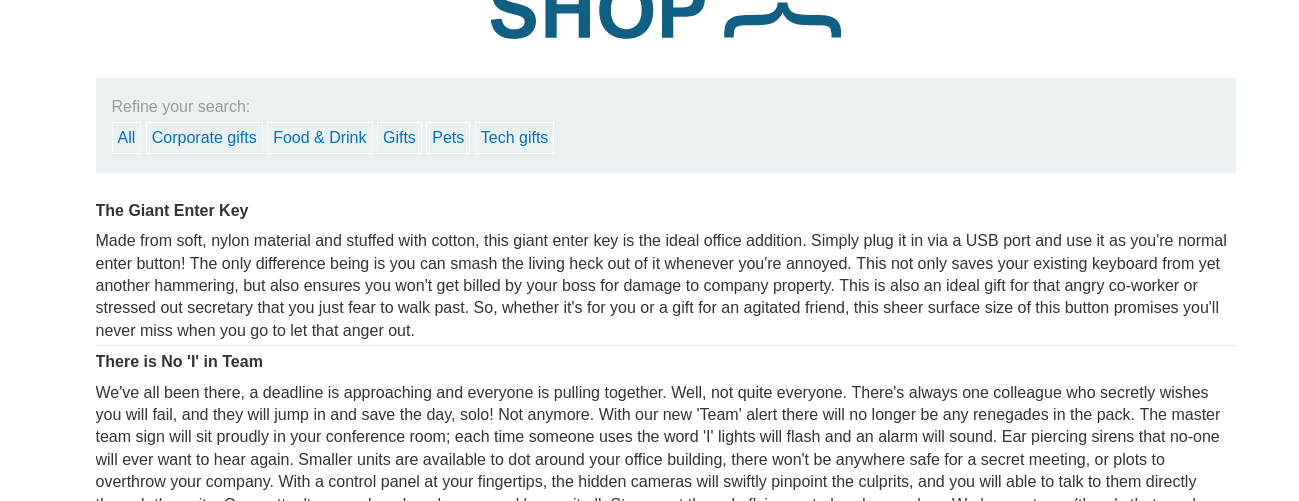 SHOP
Refine your search:
All Corporate gifts Food & Drink Gifts Pets Tech gifts
The Giant Enter Key
Made from soft, nylon material and stuffed with cotton, this giant enter key is the ideal office addition. Simply plug it in via a USB port and use it as you're normal
enter button! The only difference being is you can smash the living heck out of it whenever you're annoyed. This not only saves your existing keyboard from yet
another hammering, but also ensures you won't get billed by your boss for damage to company property. This is also an ideal gift for that angry co-worker or
stressed out secretary that you just fear to walk past. So, whether it's for you or a gift for an agitated friend, this sheer surface size of this button promises you'll
never miss when you go to let that anger out.
There is No 'I' in Team
We've all been there, a deadline is approaching and everyone is pulling together. Well, not quite everyone. There's always one colleague who secretly wishes
you will fail, and they will jump in and save the day, solo! Not anymore. With our new 'Team' alert there will no longer be any renegades in the pack. The master
team sign will sit proudly in your conference room; each time someone uses the word 'I' lights will flash and an alarm will sound. Ear piercing sirens that no-one
will ever want to hear again. Smaller units are available to dot around your office building, there won't be anywhere safe for a secret meeting, or plots to
overthrow your company. With a control panel at your fingertips, the hidden cameras will swiftly pinpoint the culprits, and you will able to talk to them directly